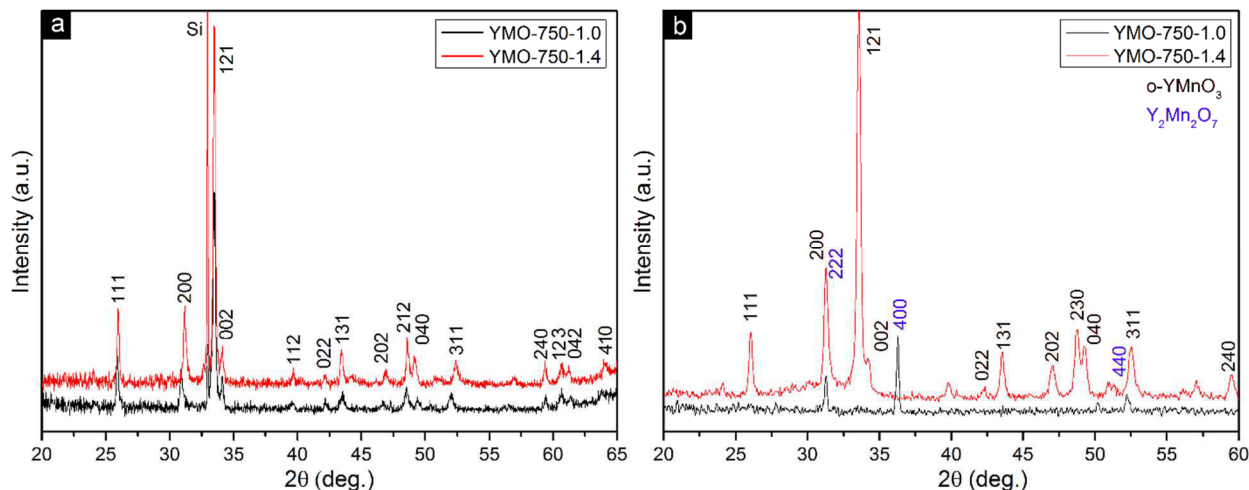 a
Si
121
YMO-750-1.0
YMO-750-1.4
111
200
002
112
022
131
202
212
040
311
240
123
042
410
Intensity (a.u.)
20 25 30 35 40 45 50 55 60 65
2θ (deg.)
b
121
YMO-750-1.0
YMO-750-1.4
o-YMnO₃
Y₂Mn₂O₇
111
200
222
002
400
022
131
202
230
040
440
311
240
Intensity (a.u.)
20 25 30 35 40 45 50 55 60
2θ (deg.)